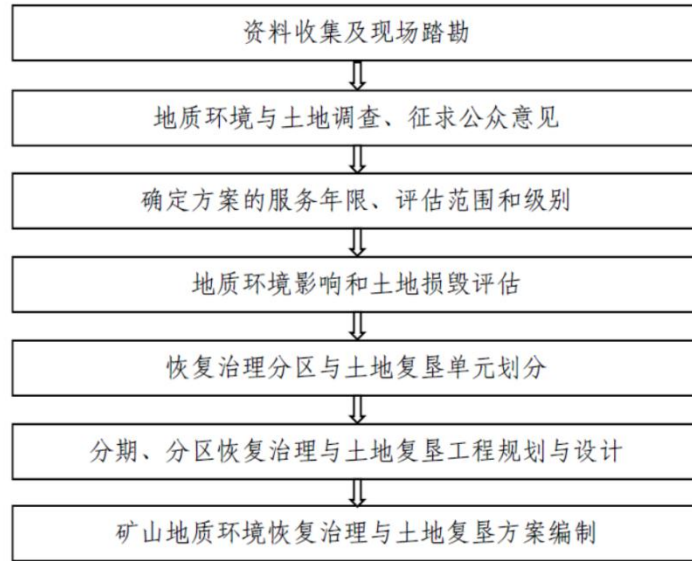 资料收集及现场踏勘
地质环境与土地调查、征求公众意见
确定方案的服务年限、评估范围和级别
地质环境影响和土地损毁评估
恢复治理分区与土地复垦单元划分
分期、分区恢复治理与土地复垦工程规划与设计
矿山地质环境恢复治理与土地复垦方案编制